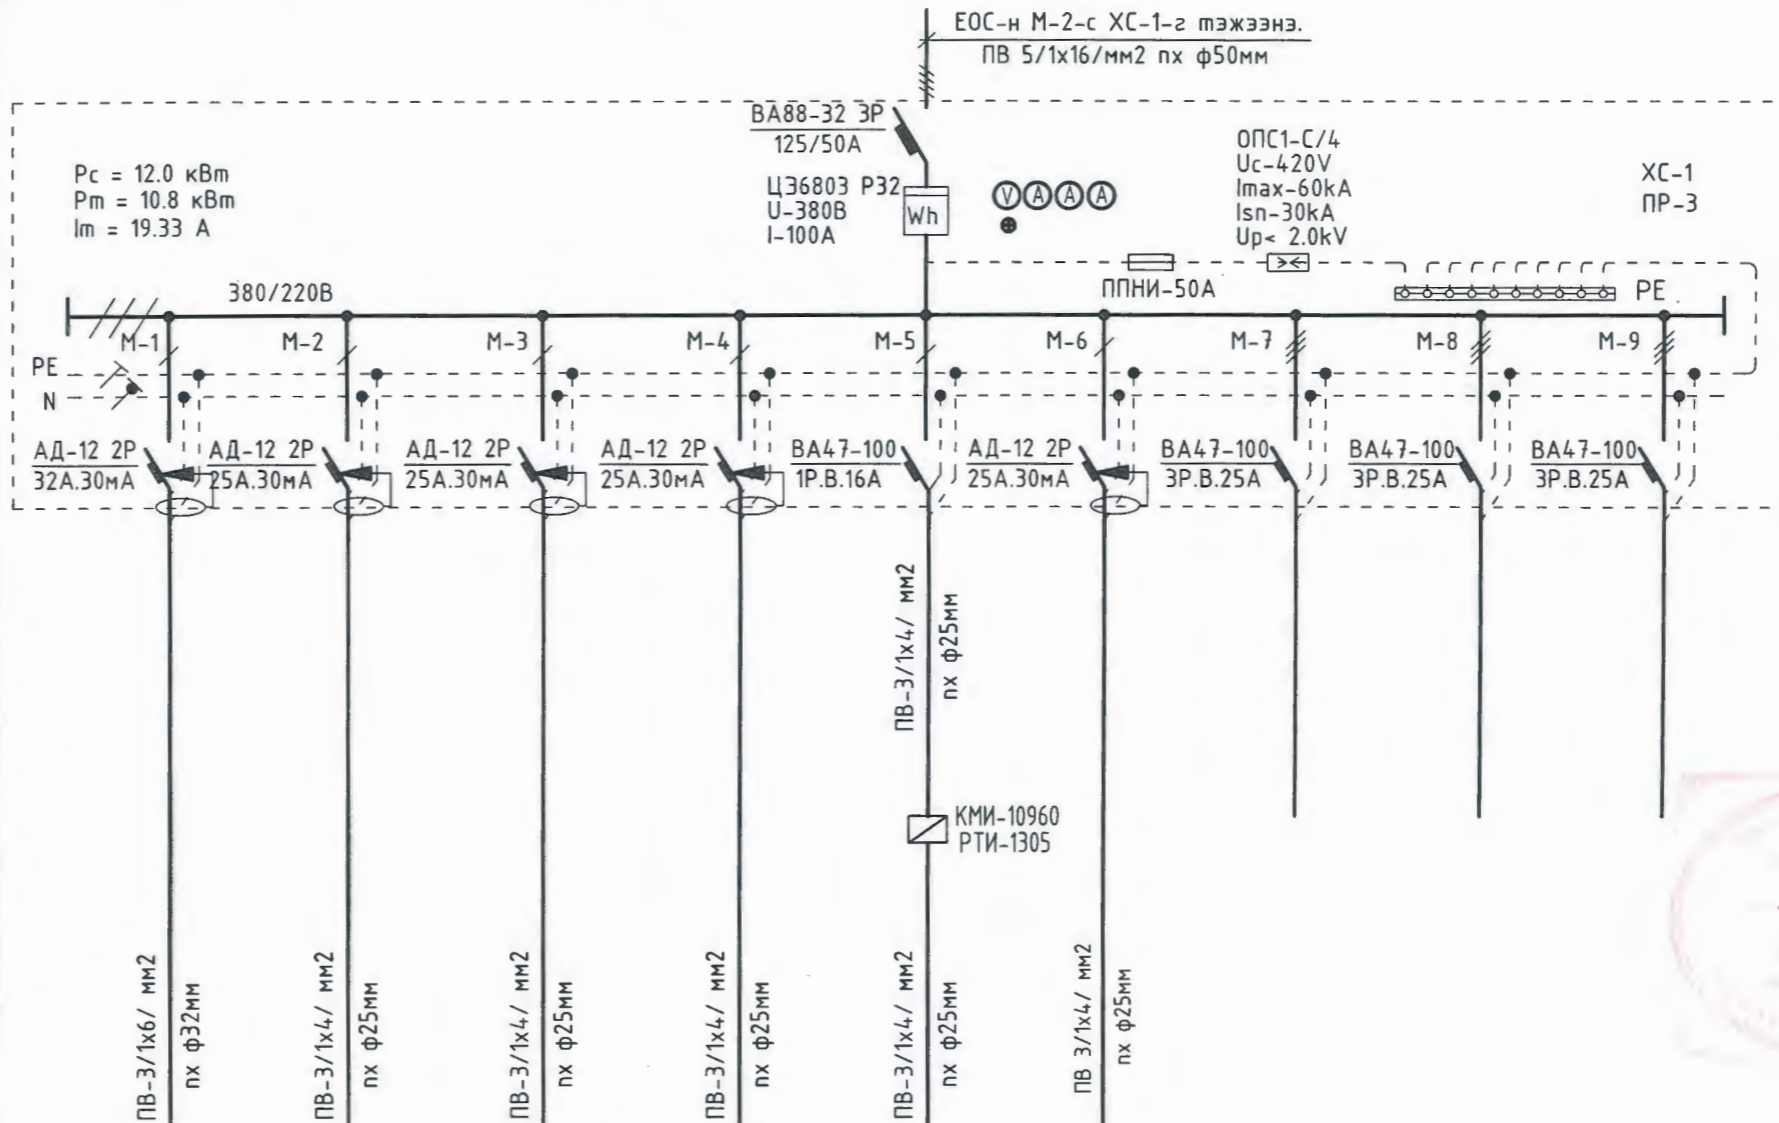 ЕОС-н М-2-с ХС-1-г тэжээнэ.
ПВ 5/1х16/мм2 пх ф50мм
ВА88-32 3Р
125/50А
ЦЭ6803 Р32
U-380В
I-100А
Wh
V A A A
ОПС1-С/4
Uc-420V
Imax-60kA
Isn-30kA
Up< 2.0kV
ХС-1
ПР-3
Рс = 12.0 кВт
Рт = 10.8 кВт
Iт = 19.33 А
380/220В
ППНИ-50А
РЕ
М-1
М-2
М-3
М-4
М-5
М-6
М-7
М-8
М-9
РЕ
N
АД-12 2Р
32А.30мА
АД-12 2Р
25А.30мА
АД-12 2Р
25А.30мА
АД-12 2Р
25А.30мА
ВА47-100
1Р.В.16А
АД-12 2Р
25А.30мА
ВА47-100
3Р.В.25А
ВА47-100
3Р.В.25А
ВА47-100
3Р.В.25А
ПВ-3/1х4/ мм2
пх ф25мм
КМИ-10960
РТИ-1305
ПВ-3/1х6/ мм2
пх ф32мм
ПВ-3/1х4/ мм2
пх ф25мм
ПВ-3/1х4/ мм2
пх ф25мм
ПВ-3/1х4/ мм2
пх ф25мм
ПВ-3/1х4/ мм2
пх ф25мм
ПВ 3/1х4/ мм2
пх ф25мм